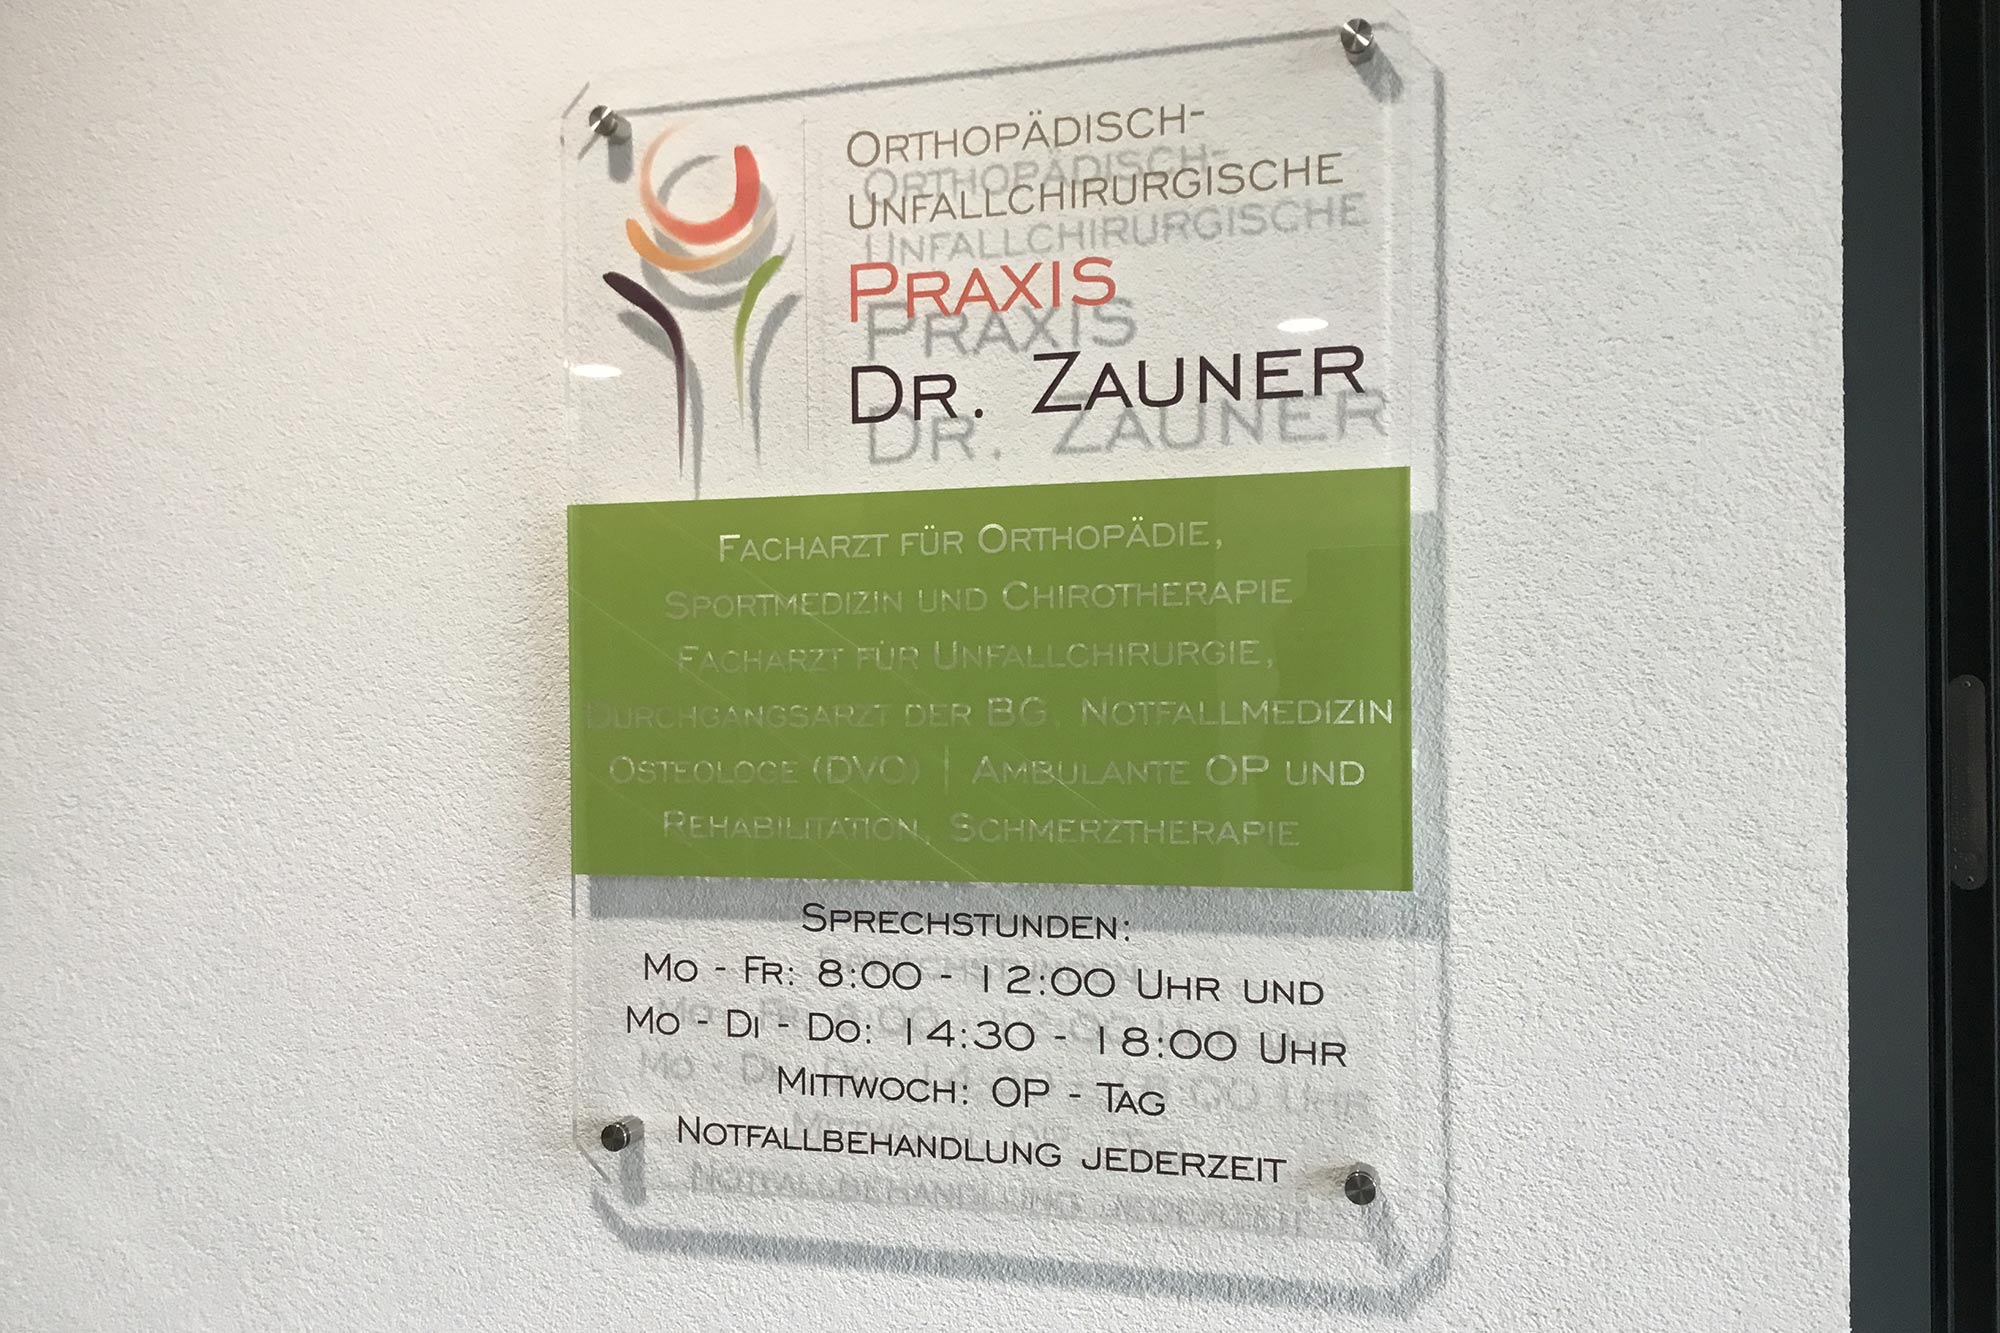 Orthopädisch-
Unfallchirurgische
Praxis
Dr. Zauner
Facharzt für Orthopädie,
Sportmedizin und Chirotherapie
Facharzt für Unfallchirurgie,
Durchgangsarzt der BG, Notfallmedizin
Osteologe (DVO) | Ambulante OP und
Rehabilitation, Schmerztherapie
Sprechstunden:
Mo - Fr: 8:00 - 12:00 Uhr und
Mo - Di - Do: 14:30 - 18:00 Uhr
Mittwoch: OP - Tag
Notfallbehandlung jederzeit